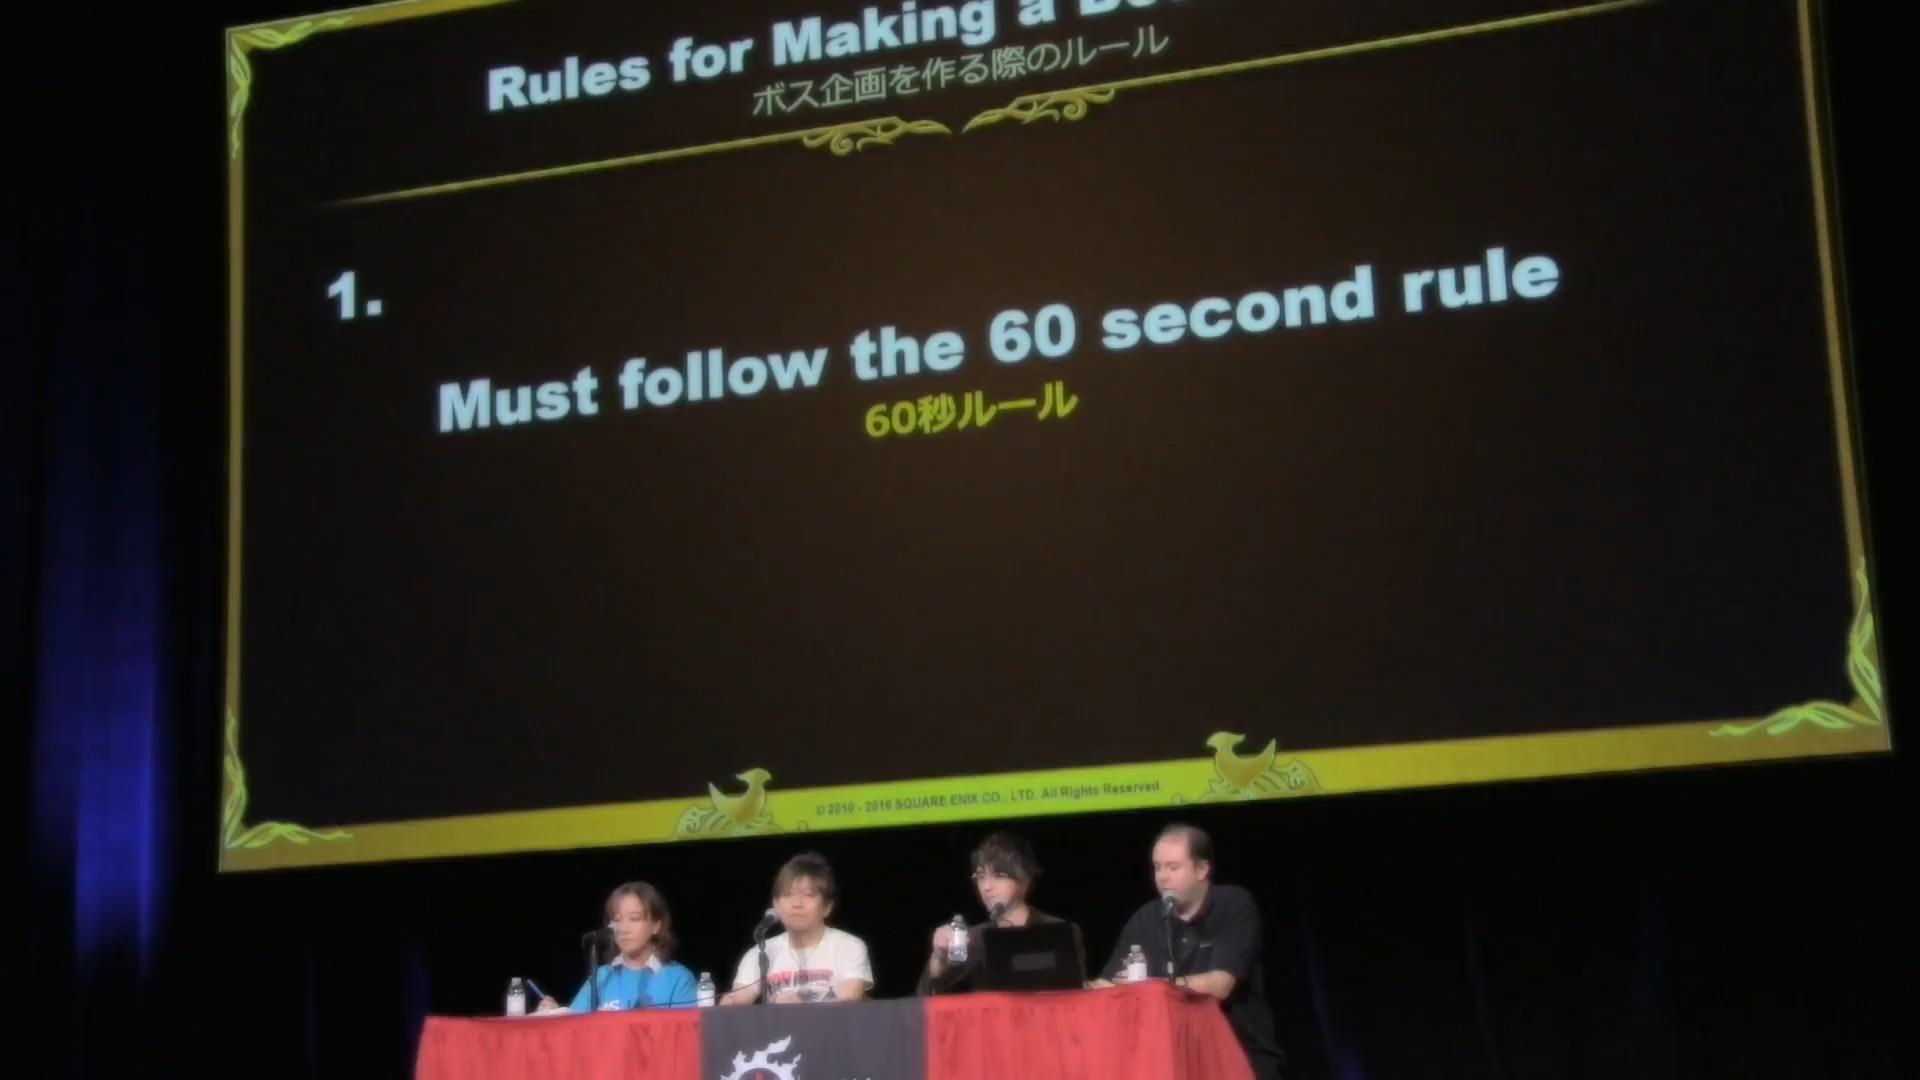 Rules for Making a
ボス企画を作る際のルール
1.
Must follow the 60 second rule
60秒ルール
© 2010 - 2016 SQUARE ENIX CO., LTD. All Rights Reserved.